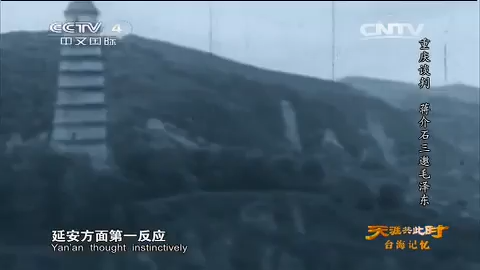 CCTV 4
中文国际
CNTV
重庆谈判 蒋介石三邀毛泽东
天涯共此时
台海记忆
延安方面第一反应
Yan'an thought instinctively